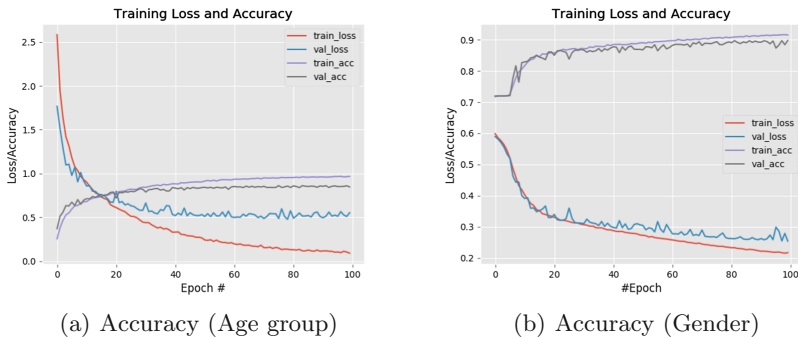 Training Loss and Accuracy
Loss/Accuracy
2.5
2.0
1.5
1.0
0.5
0.0
train_loss
val_loss
train_acc
val_acc
0 20 40 60 80 100
Epoch #
(a) Accuracy (Age group)
Training Loss and Accuracy
Loss/Accuracy
0.9
0.8
0.7
0.6
0.5
0.4
0.3
0.2
train_loss
val_loss
train_acc
val_acc
0 20 40 60 80 100
#Epoch
(b) Accuracy (Gender)